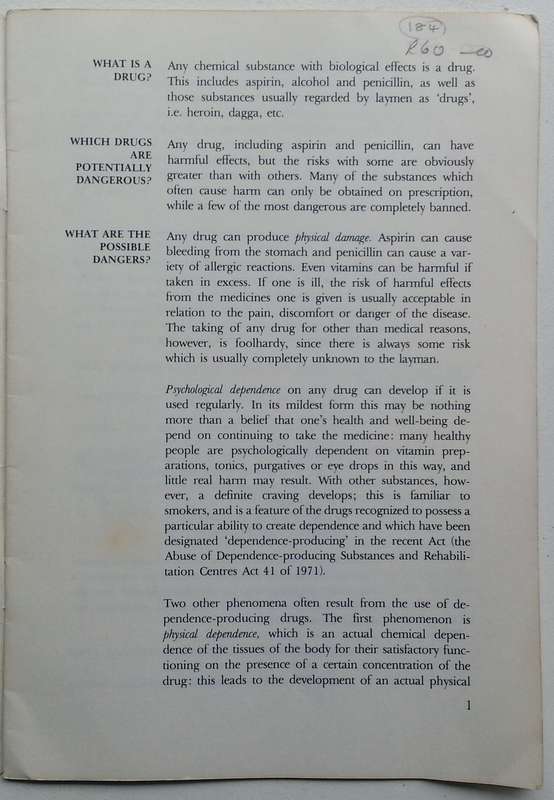 184
R60 —00
WHAT IS A
DRUG?
Any chemical substance with biological effects is a drug.
This includes aspirin, alcohol and penicillin, as well as
those substances usually regarded by laymen as ‘drugs’,
i.e. heroin, dagga, etc.
WHICH DRUGS
ARE
POTENTIALLY
DANGEROUS?
Any drug, including aspirin and penicillin, can have
harmful effects, but the risks with some are obviously
greater than with others. Many of the substances which
often cause harm can only be obtained on prescription,
while a few of the most dangerous are completely banned.
WHAT ARE THE
POSSIBLE
DANGERS?
Any drug can produce physical damage. Aspirin can cause
bleeding from the stomach and penicillin can cause a var-
iety of allergic reactions. Even vitamins can be harmful if
taken in excess. If one is ill, the risk of harmful effects
from the medicines one is given is usually acceptable in
relation to the pain, discomfort or danger of the disease.
The taking of any drug for other than medical reasons,
however, is foolhardy, since there is always some risk
which is usually completely unknown to the layman.
Psychological dependence on any drug can develop if it is
used regularly. In its mildest form this may be nothing
more than a belief that one’s health and well-being de-
pend on continuing to take the medicine: many healthy
people are psychologically dependent on vitamin prep-
arations, tonics, purgatives or eye drops in this way, and
little real harm may result. With other substances, how-
ever, a definite craving develops; this is familiar to
smokers, and is a feature of the drugs recognized to possess a
particular ability to create dependence and which have been
designated ‘dependence-producing’ in the recent Act (the
Abuse of Dependence-producing Substances and Rehabili-
tation Centres Act 41 of 1971).
Two other phenomena often result from the use of de-
pendence-producing drugs. The first phenomenon is
physical dependence, which is an actual chemical depen-
dence of the tissues of the body for their satisfactory func-
tioning on the presence of a certain concentration of the
drug: this leads to the development of an actual physical
1